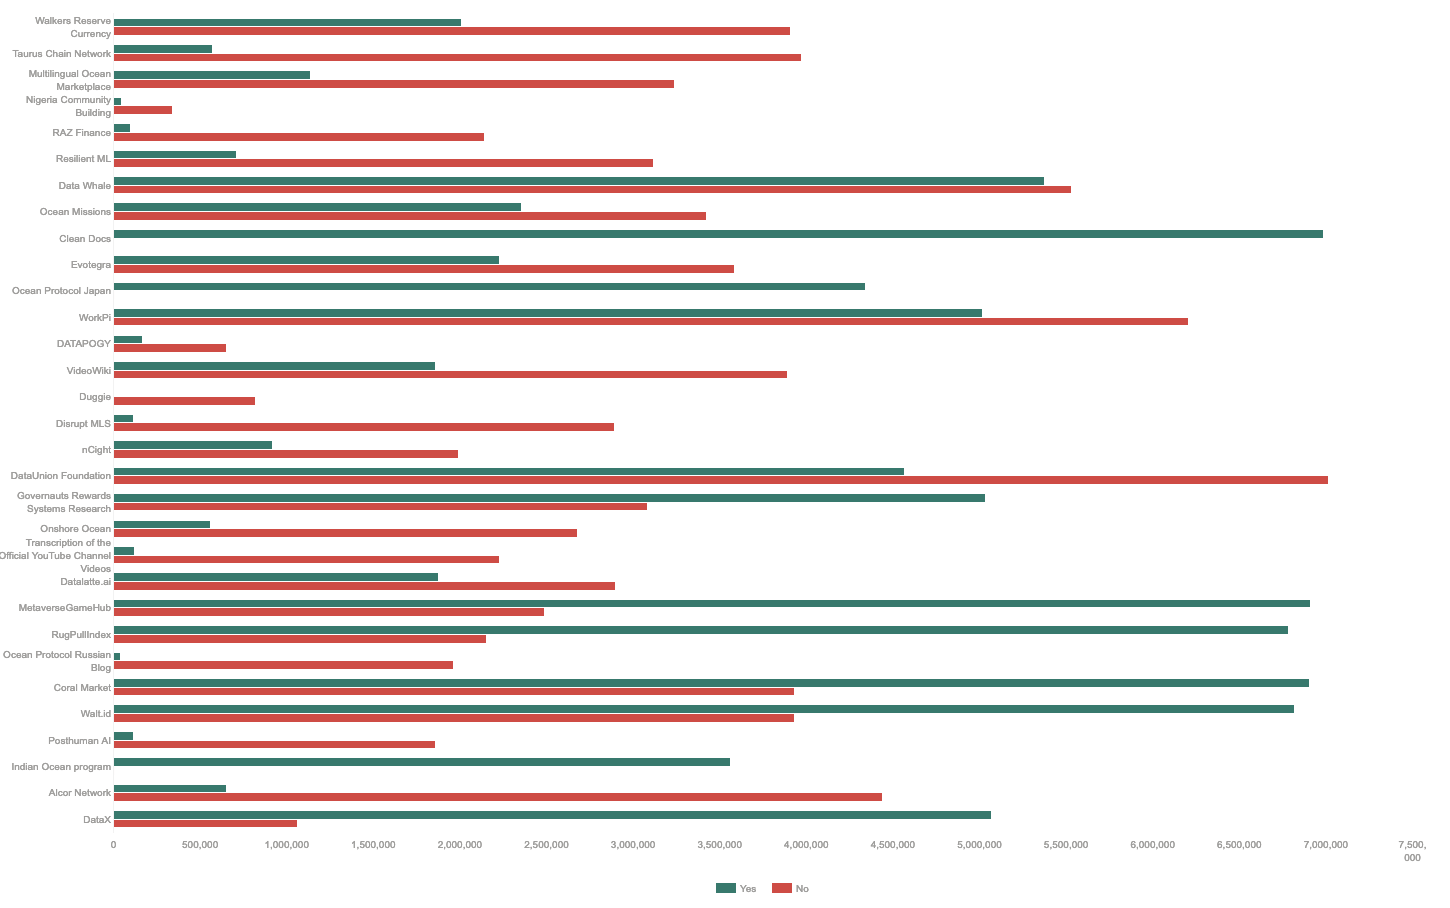 Walkers Reserve
Currency
Taurus Chain Network
Multilingual Ocean
Marketplace
Nigeria Community
Building
RAZ Finance
Resilient ML
Data Whale
Ocean Missions
Clean Docs
Evotegra
Ocean Protocol Japan
WorkPi
DATAPOGY
VideoWiki
Duggie
Disrupt MLS
nCight
DataUnion Foundation
Governauts Rewards
Systems Research
Onshore Ocean
Transcription of the
Official YouTube Channel
Videos
Datalatte.ai
MetaverseGameHub
RugPullIndex
Ocean Protocol Russian
Blog
Coral Market
Walt.id
Posthuman AI
Indian Ocean program
Alcor Network
DataX
0 500,000 1,000,000 1,500,000 2,000,000 2,500,000 3,000,000 3,500,000 4,000,000 4,500,000 5,000,000 5,500,000 6,000,000 6,500,000 7,000,000 7,500,
000
Yes No